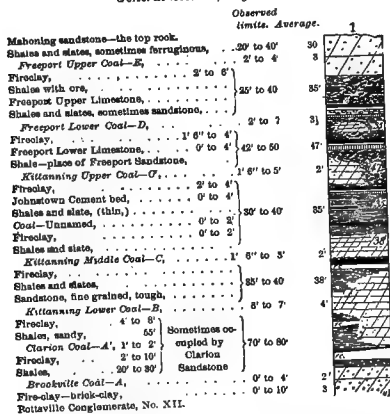 Observed
limits. Average.
1
Mahoning sandstone—the top rock.
Shales and slates, sometimes ferruginous, 20' to 40' 30
Freeport Upper Coal—E, 2' to 4' 3
Fireclay, 2' to 6'
Shales with ore,
Freeport Upper Limestone, 25' to 40 35'
Shales and slates, sometimes sandstone,
Freeport Lower Coal—D, 2' to 7 3½
Fireclay, 1' 6" to 4'
Freeport Lower Limestone, 0' to 4' 42' to 50 47'
Shale—place of Freeport Sandstone,
Kittanning Upper Coal—C', 1' 6" to 5' 2'
Fireclay, 2' to 4'
Johnstown Cement bed, 0' to 4'
Shales and slate, (thin,) 30' to 40' 35'
Coal—Unnamed, 0' to 2'
Fireclay, 0' to 2'
Shales and slate,
Kittanning Middle Coal—C, 1' 6" to 3' 2'
Fireclay,
Shales and slates, 35' to 40' 38'
Sandstone, fine grained, tough,
Kittanning Lower Coal—B, 3' to 7' 4'
Fireclay, 4' to 8'
Shales, sandy, 55' Sometimes oc-
Clarion Coal—A', 1' to 2' cupied by 70' to 80'
Fireclay, 2' to 10' Clarion
Shales, 20' to 30' Sandstone
Brookville Coal—A, 0' to 4' 2'
Fire-clay—brick-clay, 0' to 10' 3
Pottsville Conglomerate, No. XII.